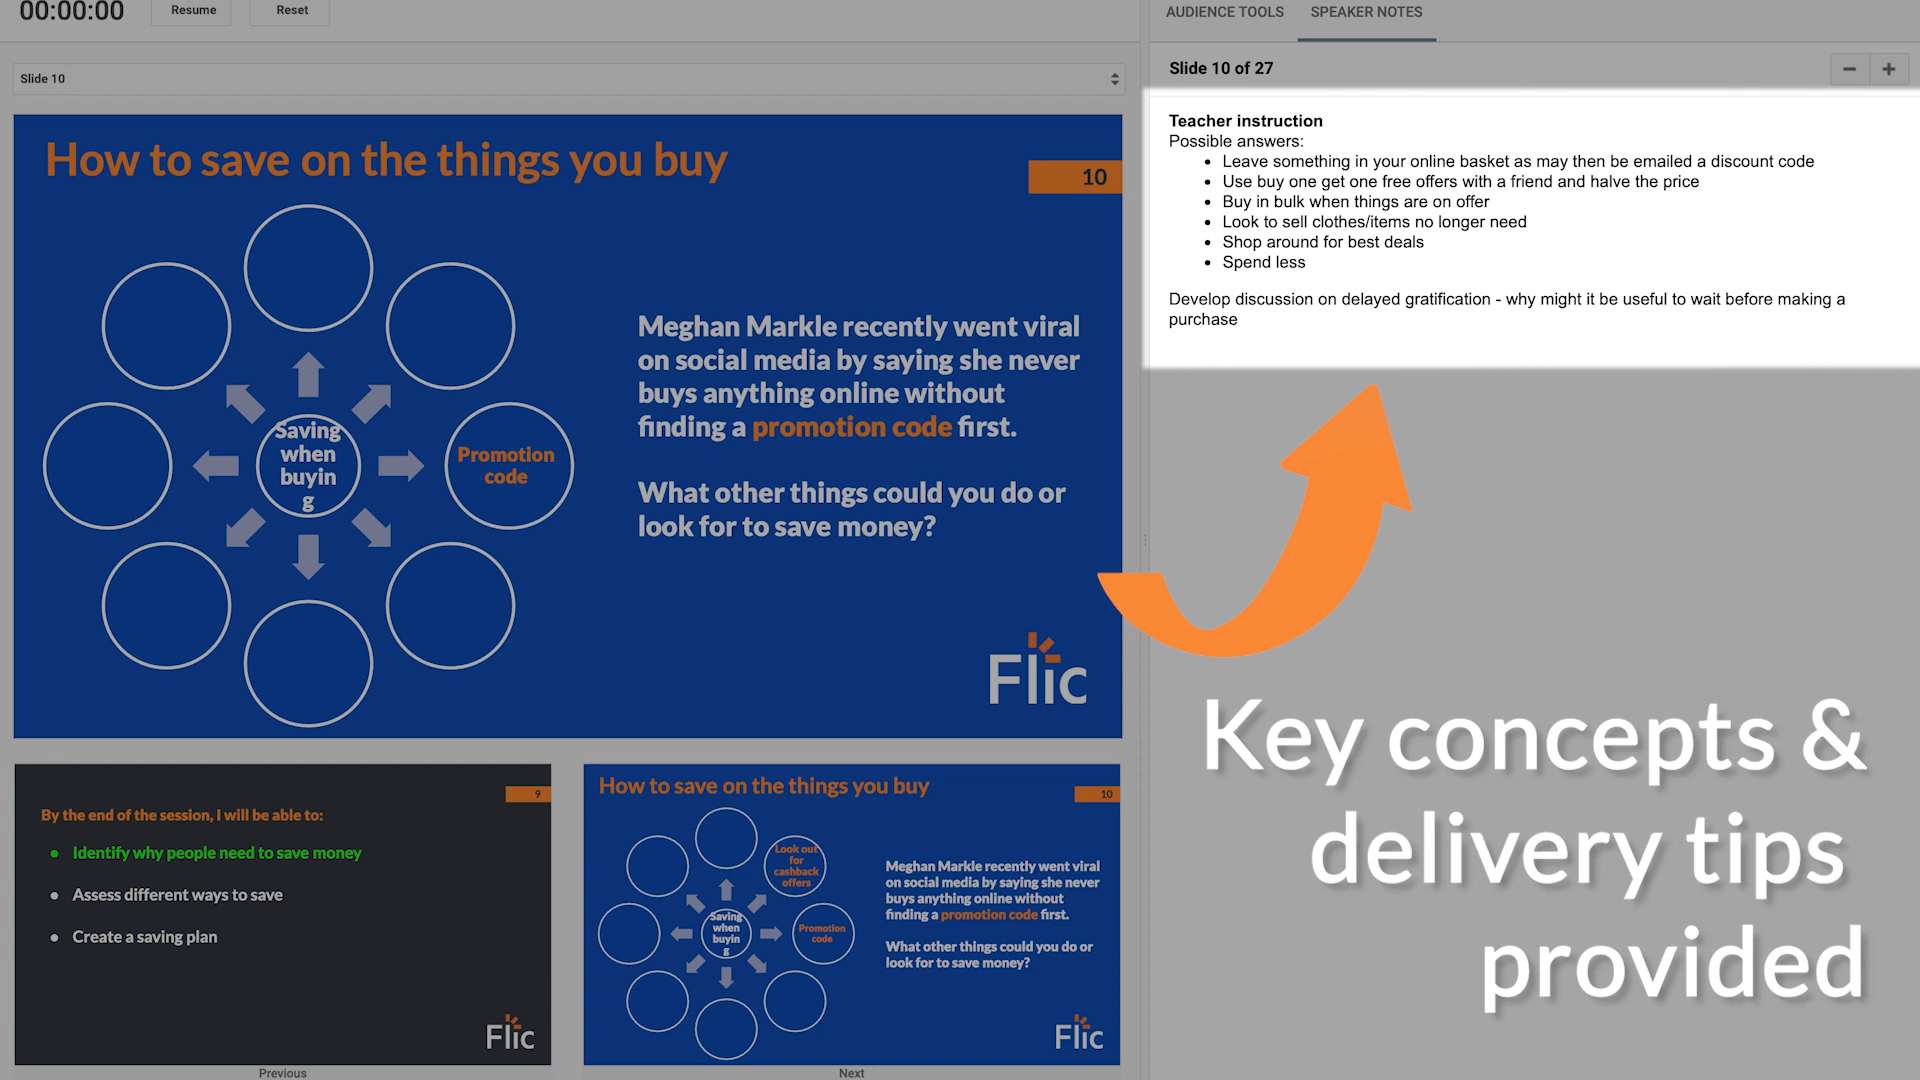 00:00:00
Resume
Reset
Slide 10
How to save on the things you buy
10
Saving
when
buyin
g
Promotion
code
Meghan Markle recently went viral
on social media by saying she never
buys anything online without
finding a promotion code first.
What other things could you do or
look for to save money?
Flic
9
By the end of the session, I will be able to:
• Identify why people need to save money
• Assess different ways to save
• Create a saving plan
Flic
Previous
How to save on the things you buy
10
Look out
for
cashback
offers
Saving
when
buyin
g
Promotion
code
Meghan Markle recently went viral
on social media by saying she never
buys anything online without
finding a promotion code first.
What other things could you do or
look for to save money?
Flic
Next
AUDIENCE TOOLS
SPEAKER NOTES
Slide 10 of 27
Teacher instruction
Possible answers:
• Leave something in your online basket as may then be emailed a discount code
• Use buy one get one free offers with a friend and halve the price
• Buy in bulk when things are on offer
• Look to sell clothes/items no longer need
• Shop around for best deals
• Spend less
Develop discussion on delayed gratification - why might it be useful to wait before making a
purchase
Key concepts &
delivery tips
provided